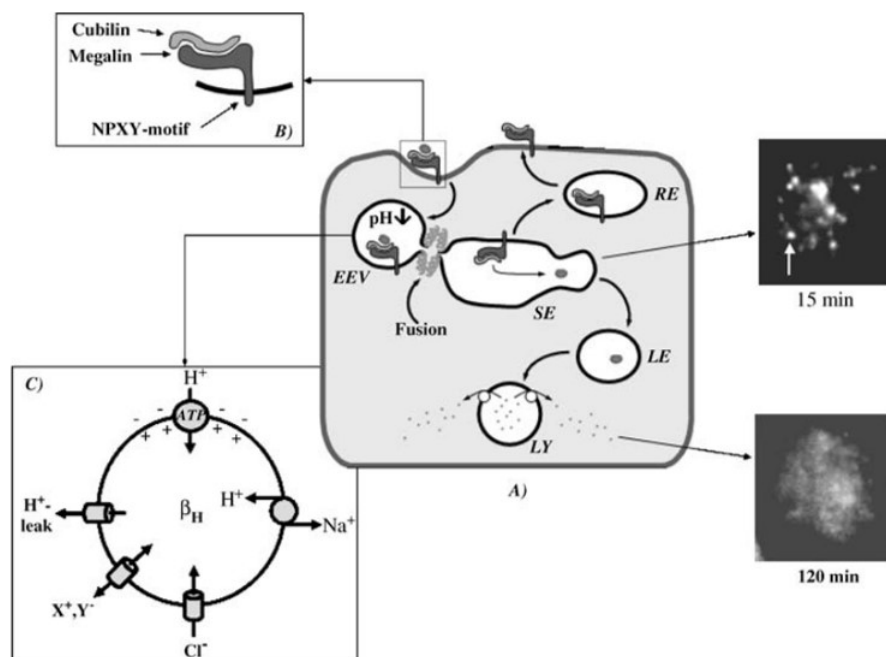 Cubilin
Megalin
NPXY-motif
B)
RE
pH
EEV
SE
Fusion
15 min
LE
LY
A)
C)
H⁺
ATP
- - - -
+ + + +
H⁺-
leak
β_H
H⁺
Na⁺
X⁺,Y⁻
Cl⁻
120 min